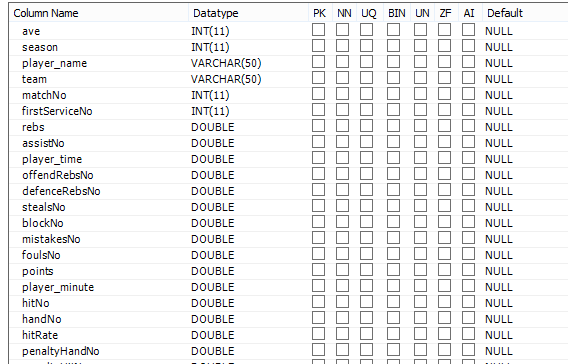 Column Name Datatype PK NN UQ BIN UN ZF AI Default
ave INT(11) NULL
season INT(11) NULL
player_name VARCHAR(50) NULL
team VARCHAR(50) NULL
matchNo INT(11) NULL
firstServiceNo INT(11) NULL
rebs DOUBLE NULL
assistNo DOUBLE NULL
player_time DOUBLE NULL
offendRebsNo DOUBLE NULL
defenceRebsNo DOUBLE NULL
stealsNo DOUBLE NULL
blockNo DOUBLE NULL
mistakesNo DOUBLE NULL
foulsNo DOUBLE NULL
points DOUBLE NULL
player_minute DOUBLE NULL
hitNo DOUBLE NULL
handNo DOUBLE NULL
hitRate DOUBLE NULL
penaltyHandNo DOUBLE NULL